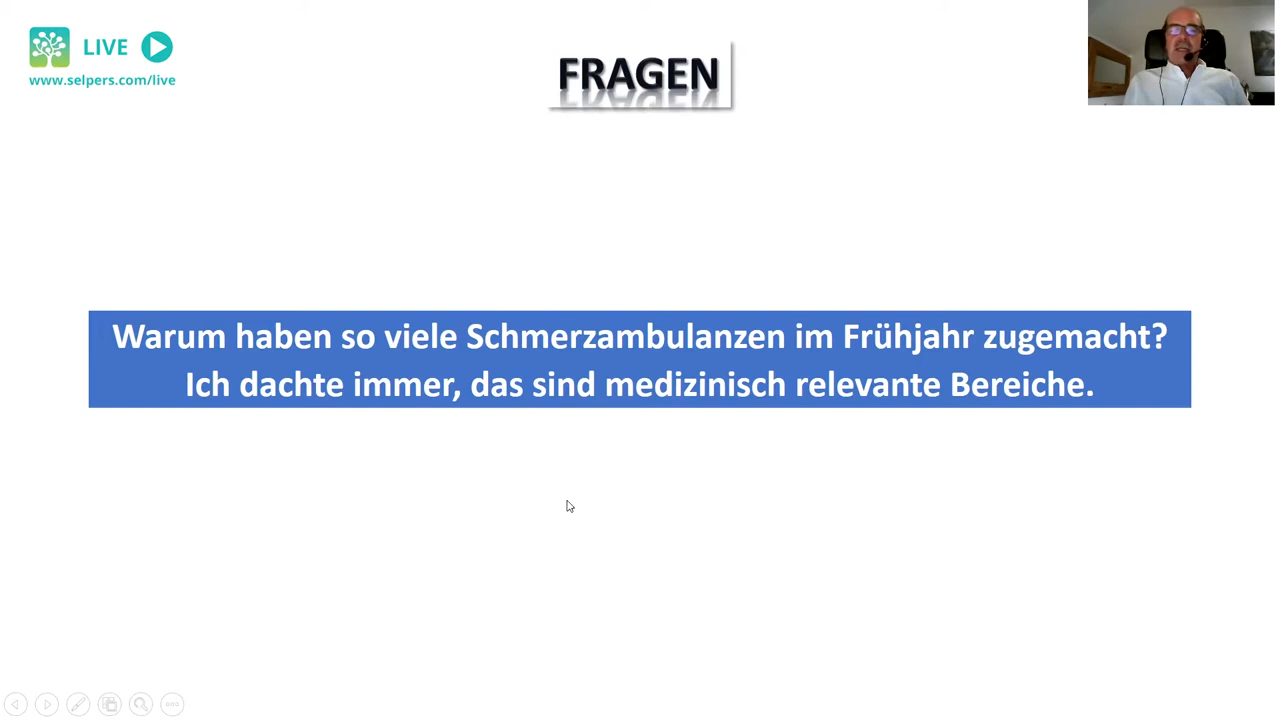 LIVE
www.selpers.com/live
FRAGEN
Warum haben so viele Schmerzambulanzen im Frühjahr zugemacht?
Ich dachte immer, das sind medizinisch relevante Bereiche.